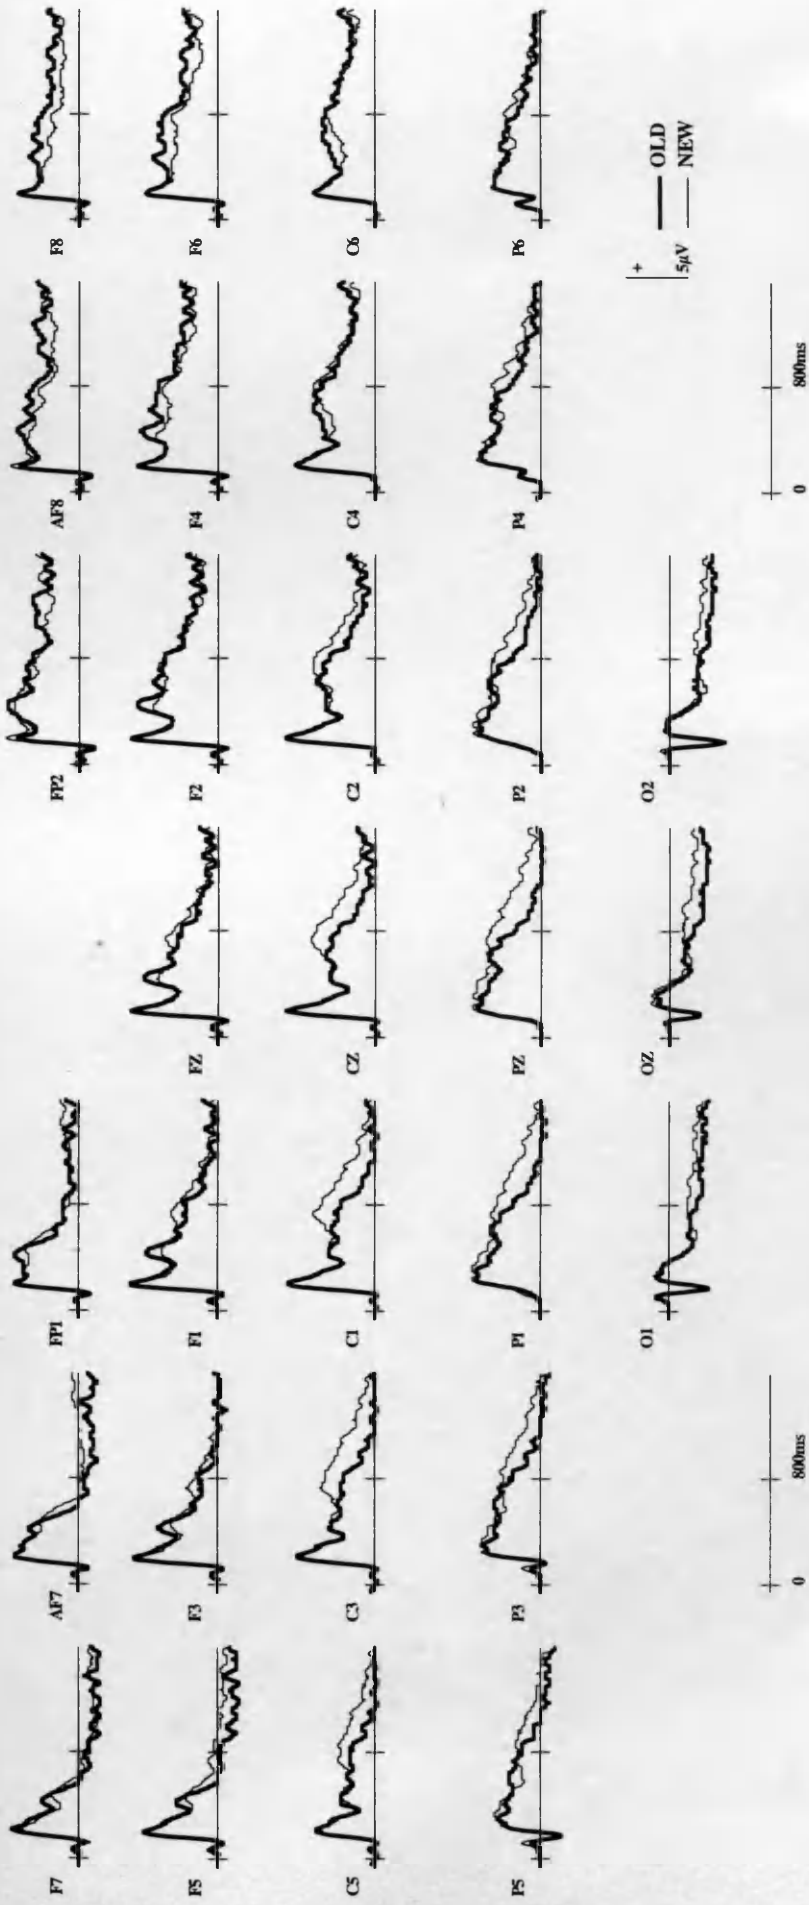 F7 AF7 FP1 FP2 AF8 F8
F5 F3 F1 FZ F2 F4 F6
C5 C3 C1 CZ C2 C4 C6
P5 P3 P1 PZ P2 P4 P6
O1 OZ O2
+
5µV
OLD
NEW
0 800ms 0 800ms